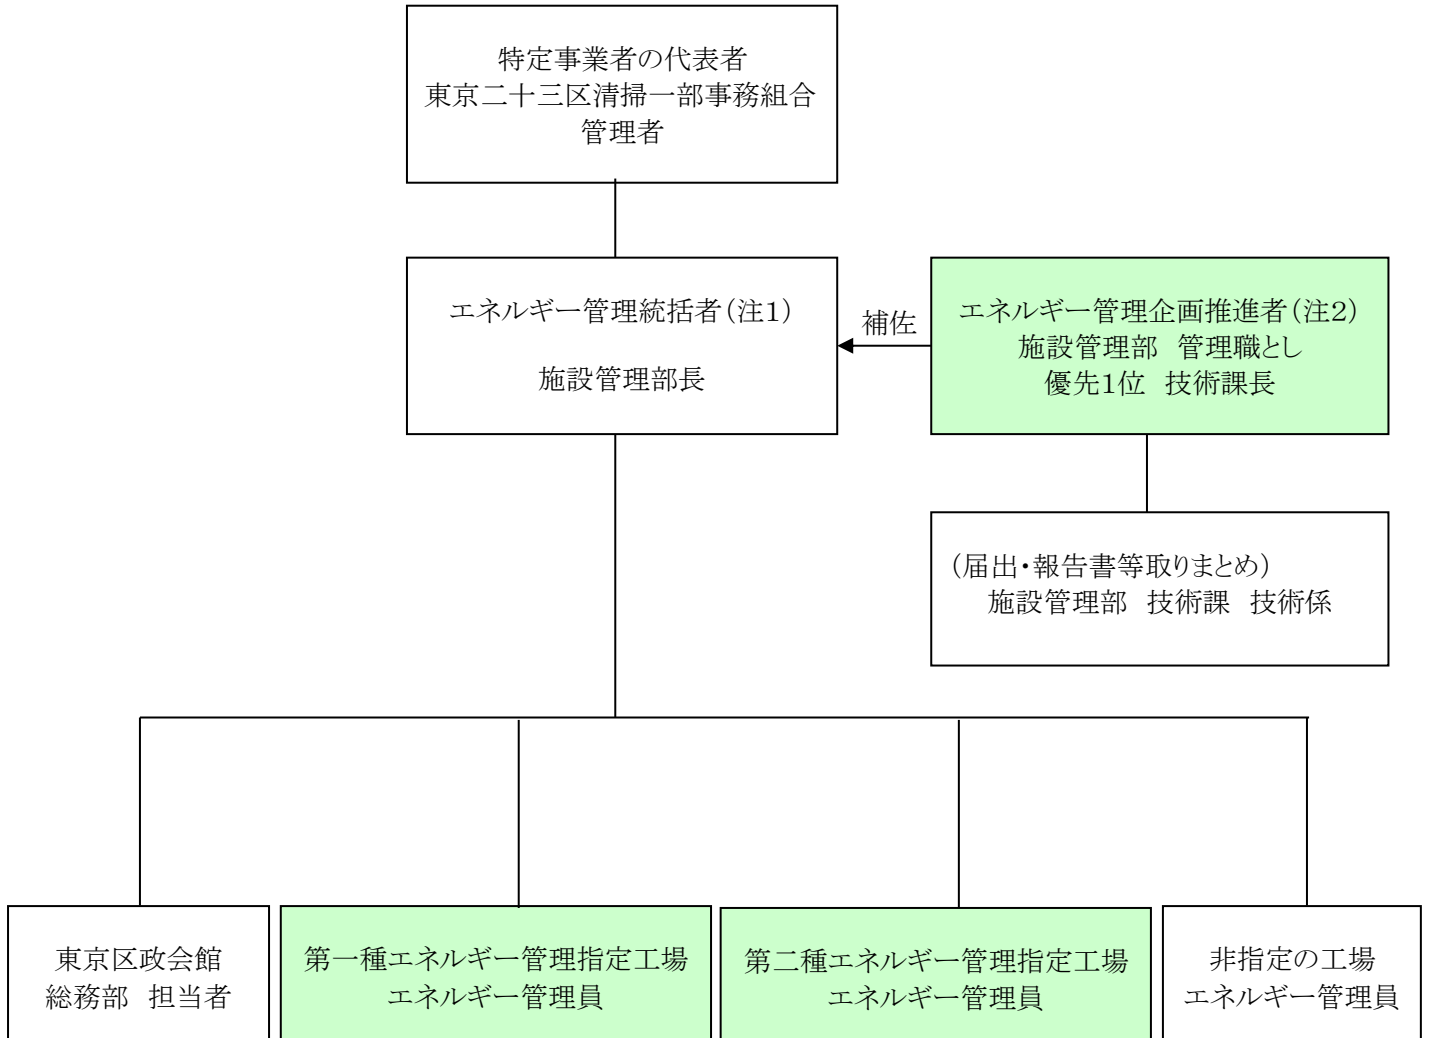 特定事業者の代表者
東京二十三区清掃一部事務組合
管理者
エネルギー管理統括者(注1)
施設管理部長
補佐
エネルギー管理企画推進者(注2)
施設管理部　管理職とし
優先1位　技術課長
(届出・報告書等取りまとめ)
施設管理部　技術課　技術係
東京区政会館
総務部　担当者
第一種エネルギー管理指定工場
エネルギー管理員
第二種エネルギー管理指定工場
エネルギー管理員
非指定の工場
エネルギー管理員